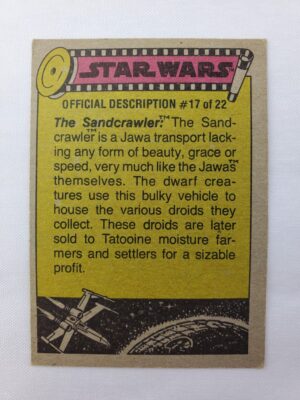 STAR WARS
OFFICIAL DESCRIPTION #17 of 22
The Sandcrawler:™ The Sand-
crawler™ is a Jawa transport lack-
ing any form of beauty, grace or
speed, very much like the Jawas™
themselves. The dwarf crea-
tures use this bulky vehicle to
house the various droids they
collect. These droids are later
sold to Tatooine moisture far-
mers and settlers for a sizable
profit.